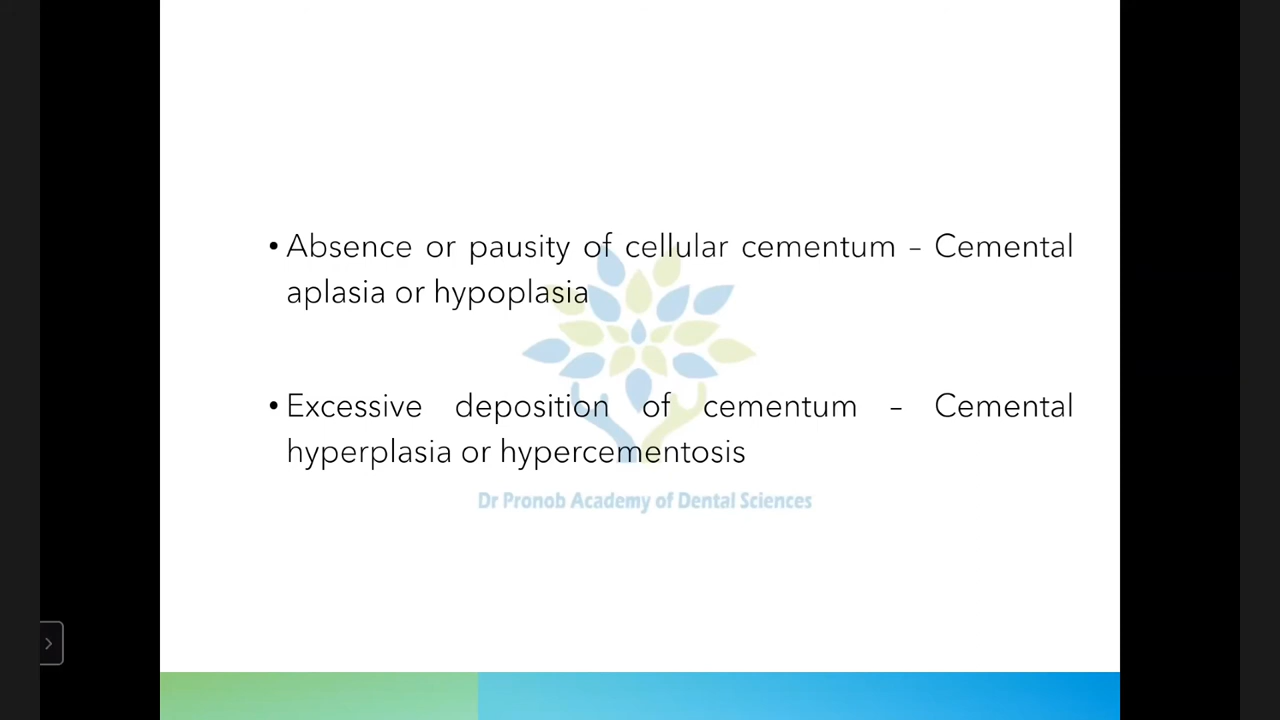 • Absence or pausity of cellular cementum – Cemental
aplasia or hypoplasia
• Excessive deposition of cementum – Cemental
hyperplasia or hypercementosis
Dr Pronob Academy of Dental Sciences